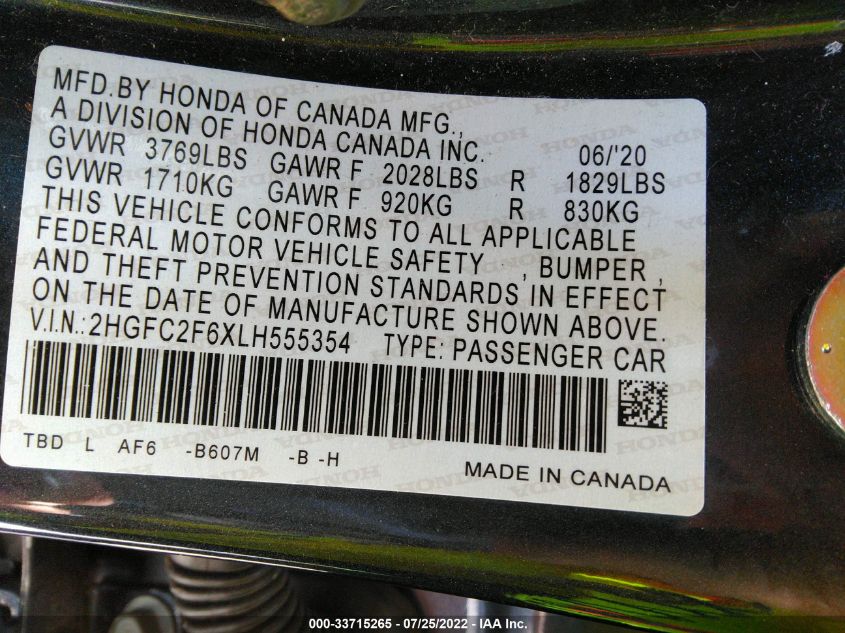 MFD.BY HONDA OF CANADA MFG.,
A DIVISION OF HONDA CANADA INC. 06/'20
GVWR 3769LBS GAWR F 2028LBS R 1829LBS
GVWR 1710KG GAWR F 920KG R 830KG
THIS VEHICLE CONFORMS TO ALL APPLICABLE
FEDERAL MOTOR VEHICLE SAFETY , BUMPER ,
AND THEFT PREVENTION STANDARDS IN EFFECT
ON THE DATE OF MANUFACTURE SHOWN ABOVE.
V.I.N.: 2HGFC2F6XLH555354 TYPE: PASSENGER CAR
TBD L AF6 -B607M -B -H
MADE IN CANADA
000-33715265 - 07/25/2022 - IAA Inc.